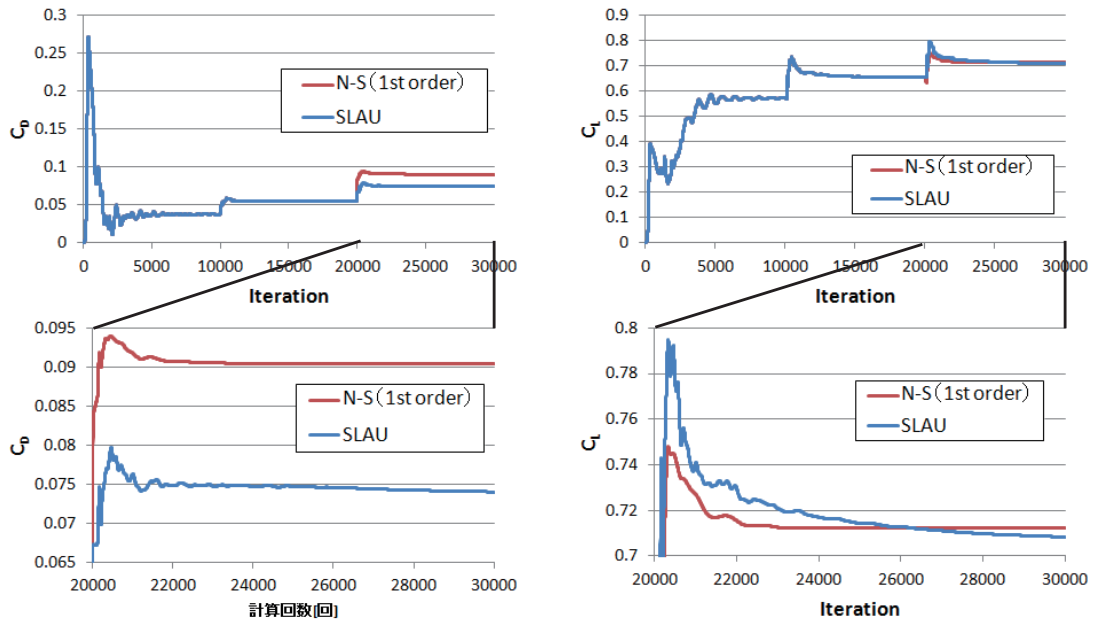 0.3
0.25
0.2
0.15
0.1
0.05
0
C_D
N-S(1st order)
SLAU
0 5000 10000 15000 20000 25000 30000
Iteration
0.9
0.8
0.7
0.6
0.5
0.4
0.3
0.2
0.1
0
C_L
N-S(1st order)
SLAU
0 5000 10000 15000 20000 25000 30000
Iteration
0.095
0.09
0.085
0.08
0.075
0.07
0.065
C_D
N-S(1st order)
SLAU
20000 22000 24000 26000 28000 30000
計算回数[回]
0.8
0.78
0.76
0.74
0.72
0.7
C_L
N-S(1st order)
SLAU
20000 22000 24000 26000 28000 30000
Iteration